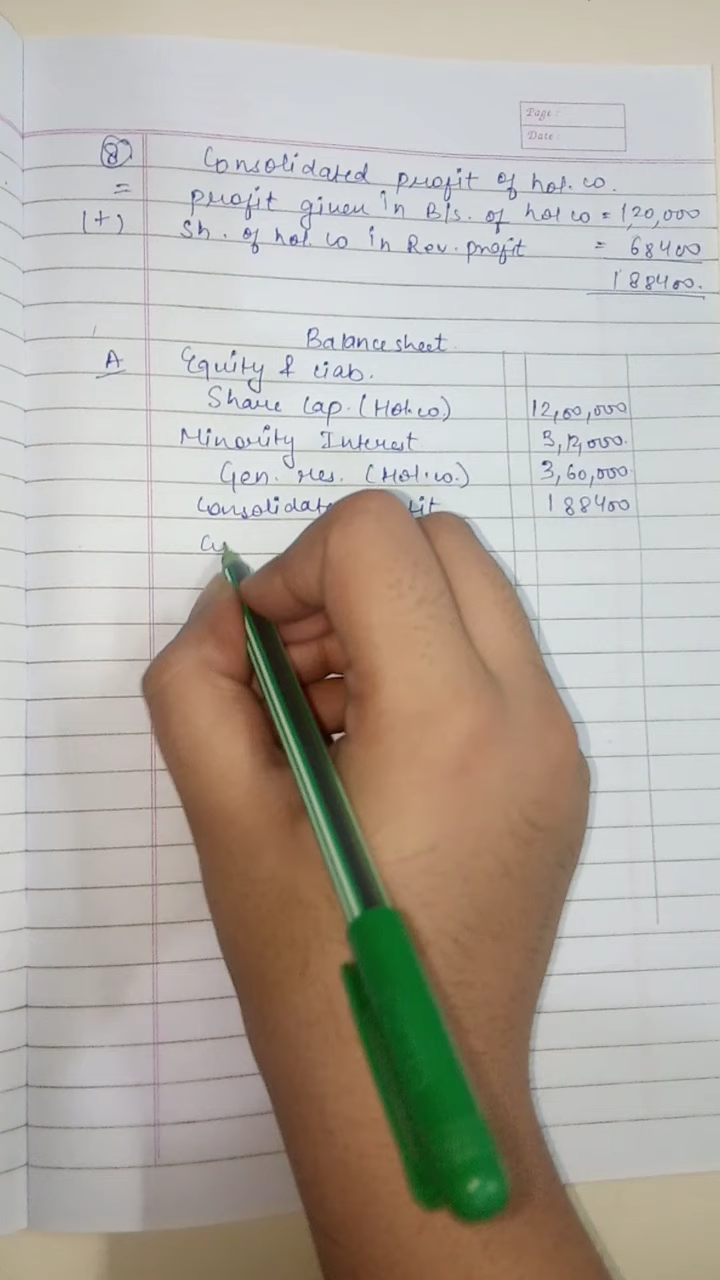 Page :
Date :
8 Consolidated profit of hol. co.
= profit given in B/s. of hol co = 1,20,000
(+) Sh. of hol. co in Rev. profit = 68400
188400.
Balance sheet
A Equity & Liab.
Share Cap. (Hol.co) 12,00,000
Minority Interest 3,12,000.
Gen. res. (Hol.co.) 3,60,000.
188400